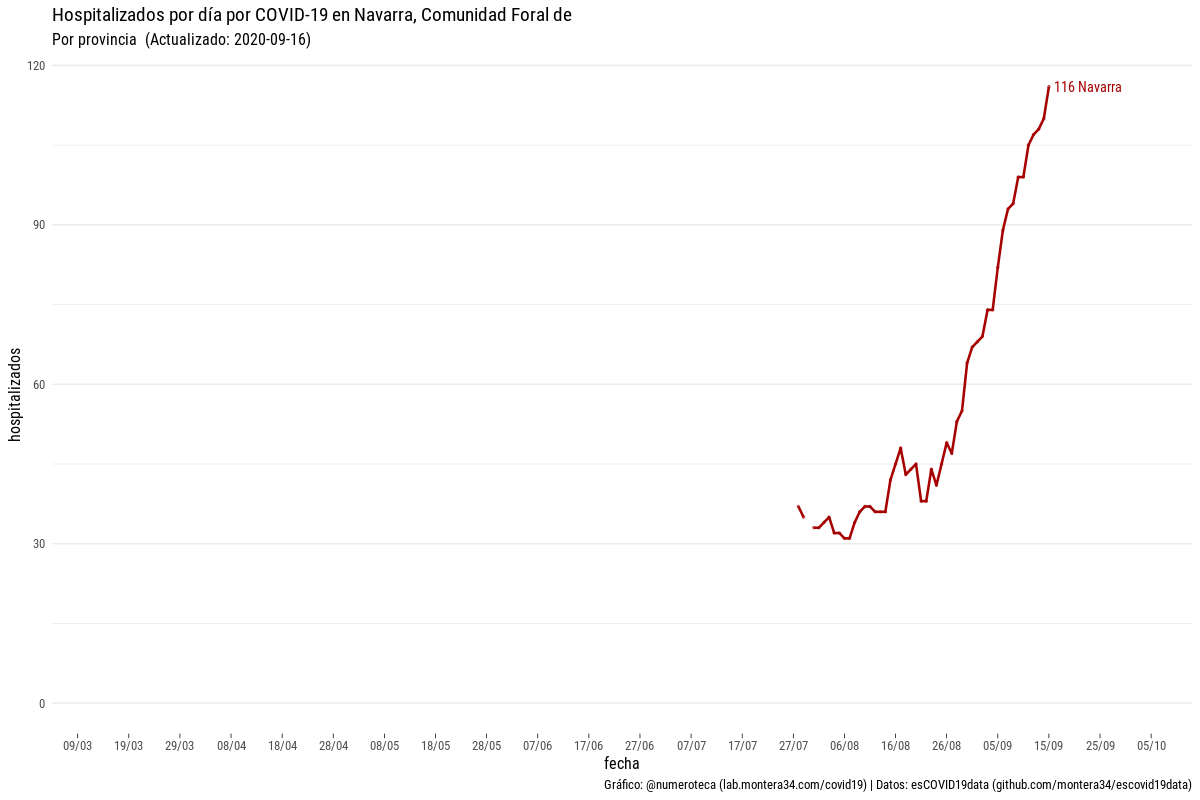 Hospitalizados por día por COVID-19 en Navarra, Comunidad Foral de
Por provincia (Actualizado: 2020-09-16)
120
90
60
30
0
hospitalizados
116 Navarra
09/03 19/03 29/03 08/04 18/04 28/04 08/05 18/05 28/05 07/06 17/06 27/06 07/07 17/07 27/07 06/08 16/08 26/08 05/09 15/09 25/09 05/10
fecha
Gráfico: @numeroteca (lab.montera34.com/covid19) | Datos: esCOVID19data (github.com/montera34/escovid19data)